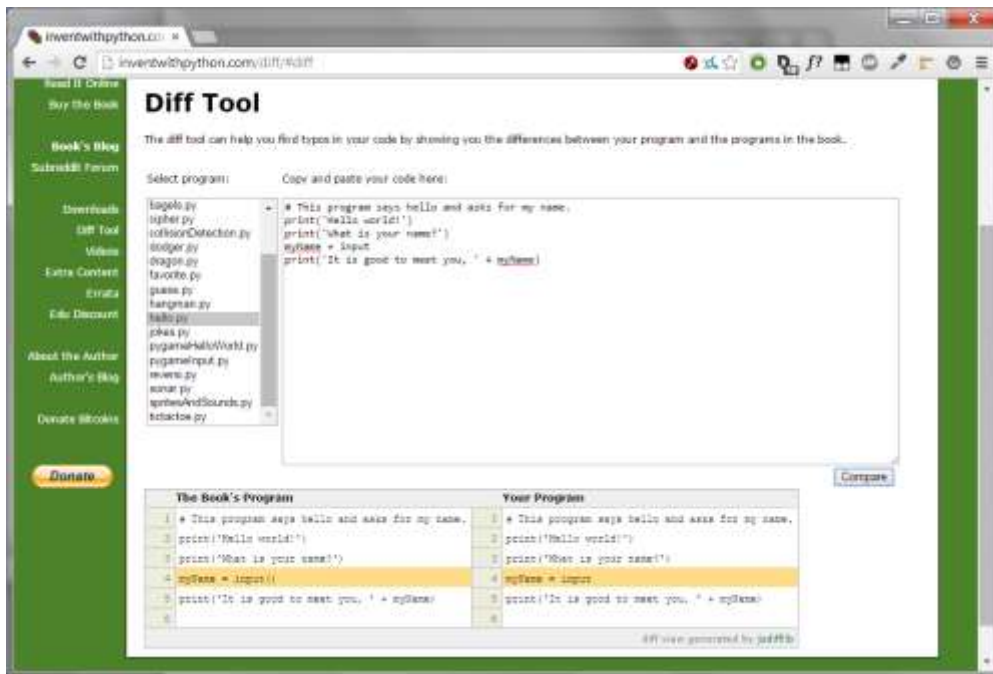 inventwithpython.co
inventwithpython.com/diff/#diff
Read It Online
Buy the Book
Book's Blog
Subreddit Forum
Downloads
Diff Tool
Videos
Extra Content
Errata
Edu Discount
About the Author
Author's Blog
Donate Bitcoins
Donate
Diff Tool
The diff tool can help you find typos in your code by showing you the differences between your program and the programs in the book.
Select program:
Copy and paste your code here:
bagels.py
cipher.py
collisionDetection.py
dodger.py
dragon.py
favorite.py
guess.py
hangman.py
hello.py
jokes.py
pygameHelloWorld.py
pygameInput.py
reverse.py
sonar.py
spritesAndSounds.py
tictactoe.py
# This program says hello and asks for my name.
print('Hello world!')
print('What is your name?')
myName = input
print('It is good to meet you, ' + myName)
Compare
The Book's Program
1 # This program says hello and asks for my name.
2 print('Hello world!')
3 print('What is your name?')
4 myName = input()
5 print('It is good to meet you, ' + myName)
6
Your Program
1 # This program says hello and asks for my name.
2 print('Hello world!')
3 print('What is your name?')
4 myName = input
5 print('It is good to meet you, ' + myName)
6
diff view generated by jsdifflib